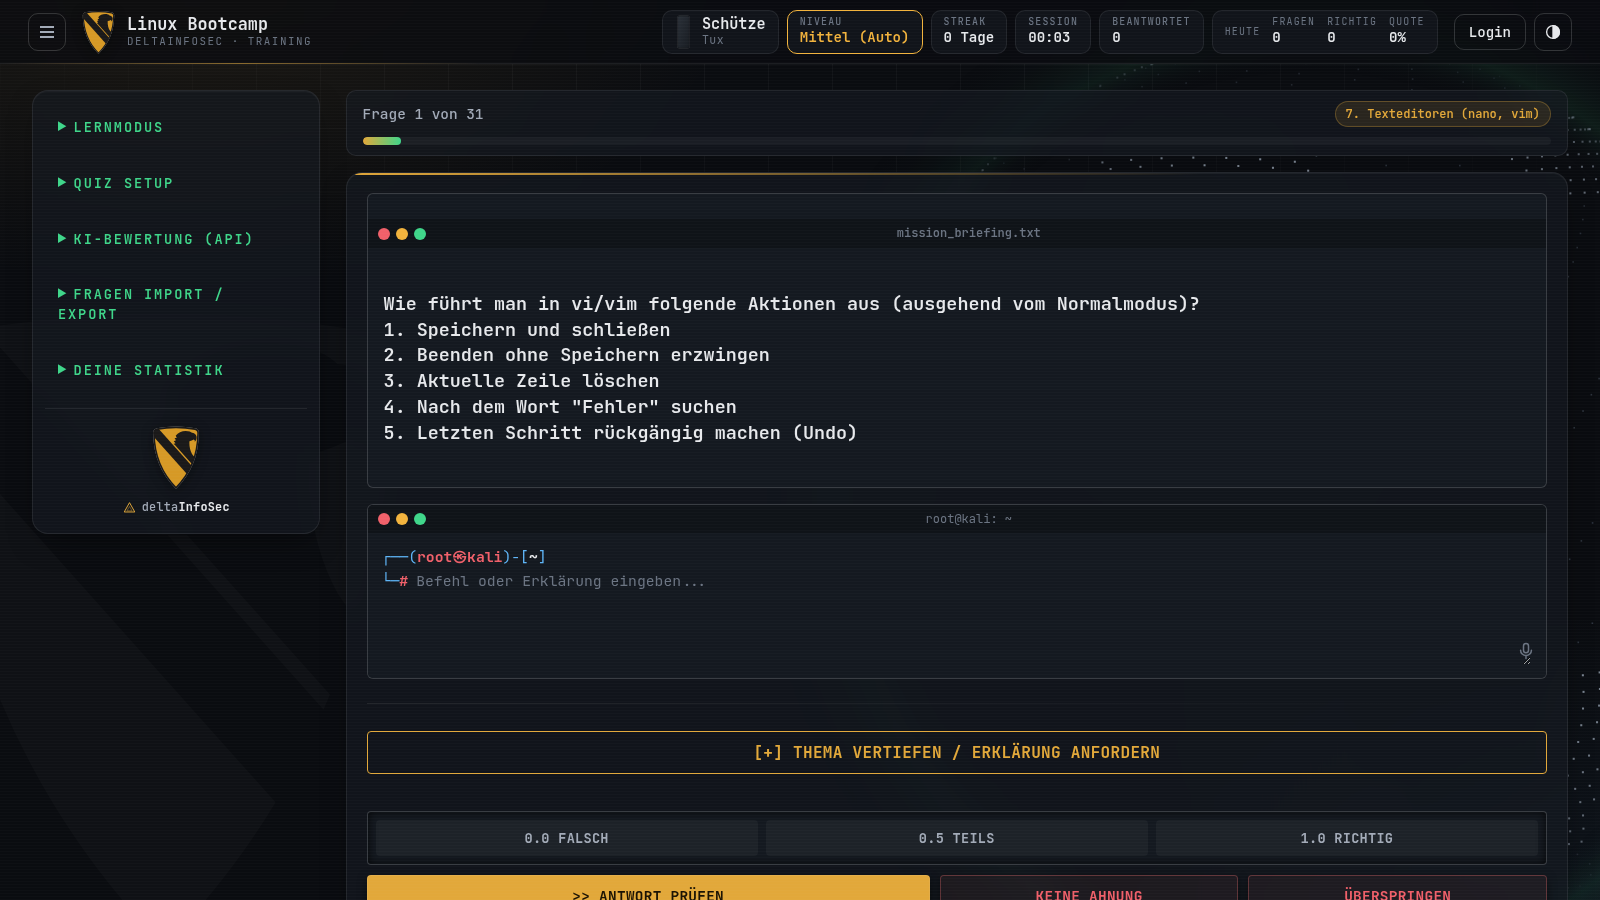 Linux Bootcamp
DELTAINFOSEC · TRAINING
Schütze
Tux
NIVEAU
Mittel (Auto)
STREAK
0 Tage
SESSION
00:03
BEANTWORTET
0
HEUTE
FRAGEN
0
RICHTIG
0
QUOTE
0%
Login
▶ LERNMODUS
▶ QUIZ SETUP
▶ KI-BEWERTUNG (API)
▶ FRAGEN IMPORT /
EXPORT
▶ DEINE STATISTIK
deltaInfoSec
Frage 1 von 31
7. Texteditoren (nano, vim)
mission_briefing.txt
Wie führt man in vi/vim folgende Aktionen aus (ausgehend vom Normalmodus)?
1. Speichern und schließen
2. Beenden ohne Speichern erzwingen
3. Aktuelle Zeile löschen
4. Nach dem Wort "Fehler" suchen
5. Letzten Schritt rückgängig machen (Undo)
root@kali: ~
┌──(root㉿kali)-[~]
└─# Befehl oder Erklärung eingeben...
[+] THEMA VERTIEFEN / ERKLÄRUNG ANFORDERN
0.0 FALSCH
0.5 TEILS
1.0 RICHTIG
>> ANTWORT PRÜFEN
KEINE AHNUNG
ÜBERSPRINGEN